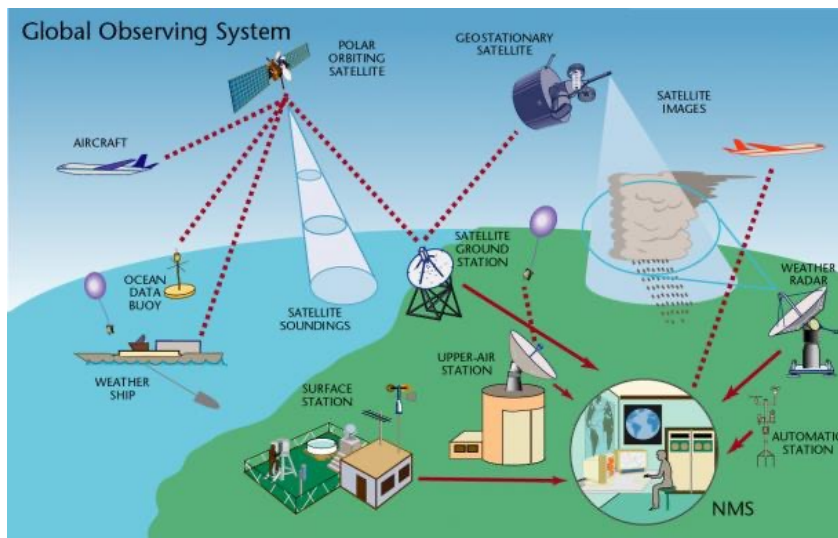 Global Observing System
POLAR
ORBITING
SATELLITE
GEOSTATIONARY
SATELLITE
SATELLITE
IMAGES
AIRCRAFT
OCEAN
DATA
BUOY
SATELLITE
SOUNDINGS
SATELLITE
GROUND
STATION
WEATHER
RADAR
WEATHER
SHIP
UPPER-AIR
STATION
SURFACE
STATION
AUTOMATIC
STATION
NMS